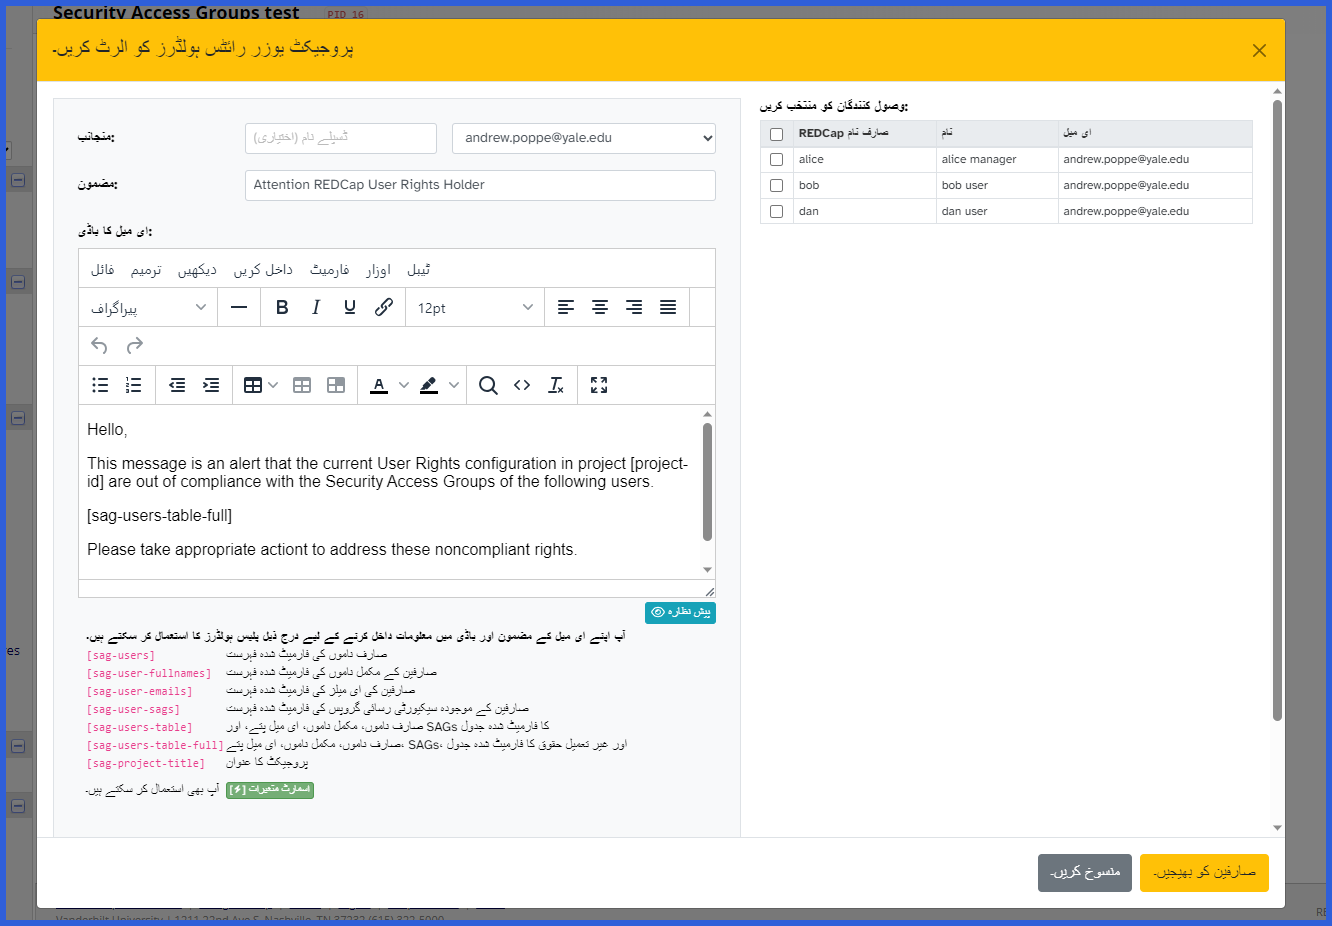 Security Access Groups test PID 16
پروجیکٹ یوزر رائٹس ہولڈرز کو الرٹ کریں۔
منجانب:
ڈسپلے نام (اختیاری)
andrew.poppe@yale.edu
مضمون:
Attention REDCap User Rights Holder
ای میل کا باڈی:
فائل ترمیم دیکھیں داخل کریں فارمیٹ اوزار ٹیبل
پیراگراف
12pt
Hello,
This message is an alert that the current User Rights configuration in project [project-
id] are out of compliance with the Security Access Groups of the following users.
[sag-users-table-full]
Please take appropriate actiont to address these noncompliant rights.
پیش نظارہ
آپ اپنے ای میل کے مضمون اور باڈی میں معلومات داخل کرنے کے لیے درج ذیل پلیس ہولڈرز کا استعمال کر سکتے ہیں۔
[sag-users] صارف ناموں کی فارمیٹ شدہ فہرست
[sag-user-fullnames] صارفین کے مکمل ناموں کی فارمیٹ شدہ فہرست
[sag-user-emails] صارفین کی ای میلز کی فارمیٹ شدہ فہرست
[sag-user-sags] صارفین کے موجودہ سیکیورٹی رسائی گروپس کی فارمیٹ شدہ فہرست
[sag-users-table] صارف ناموں، مکمل ناموں، ای میل پتے، اور SAGs کا فارمیٹ شدہ جدول
[sag-users-table-full] صارف ناموں، مکمل ناموں، ای میل پتے، SAGs، اور غیر تعمیل حقوق کا فارمیٹ شدہ جدول
[sag-project-title] پروجیکٹ کا عنوان
آپ بھی استعمال کر سکتے ہیں۔ [⚡] اسمارٹ متغیرات
وصول کنندگان کو منتخب کریں:
REDCap صارف نام نام ای میل
alice alice manager andrew.poppe@yale.edu
bob bob user andrew.poppe@yale.edu
dan dan user andrew.poppe@yale.edu
منسوخ کریں۔
صارفین کو بھیجیں۔